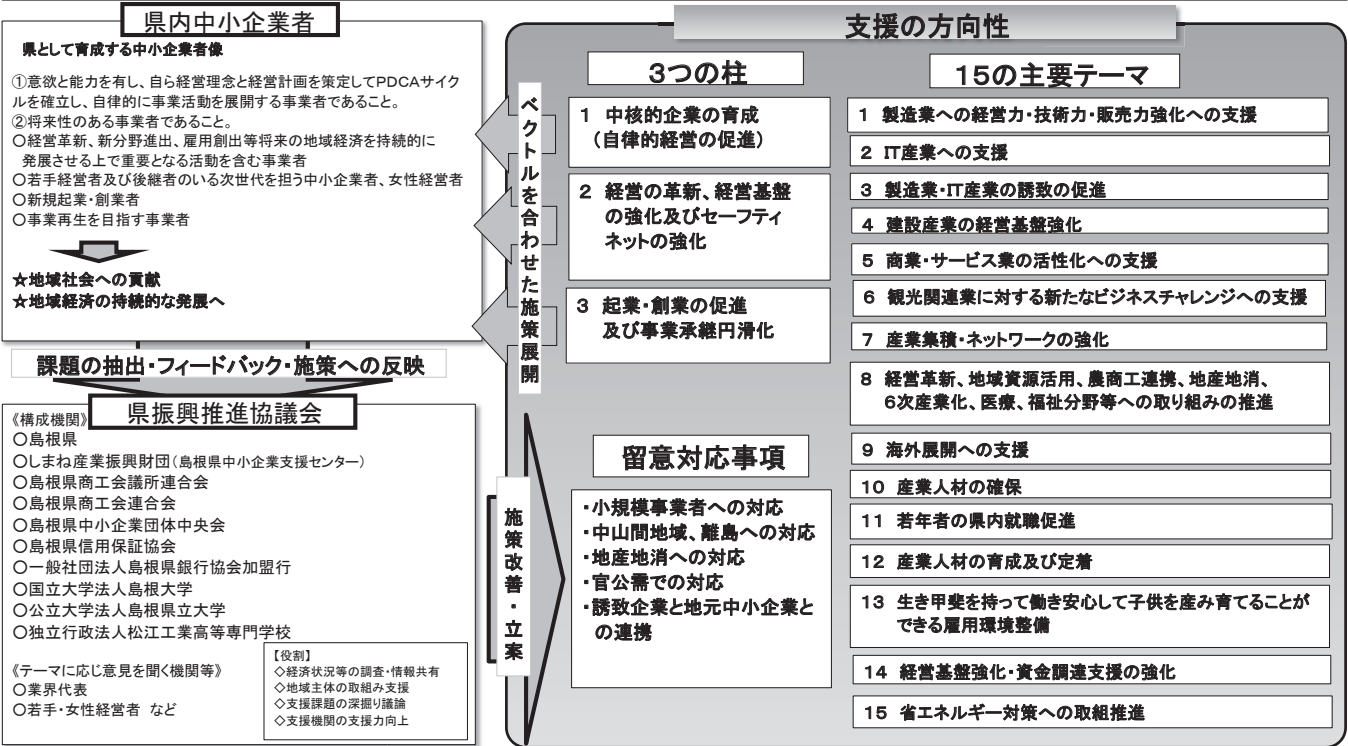 県内中小企業者
県として育成する中小企業者像
①意欲と能力を有し、自ら経営理念と経営計画を策定してPDCAサイク
ルを確立し、自律的に事業活動を展開する事業者であること。
②将来性のある事業者であること。
○経営革新、新分野進出、雇用創出等将来の地域経済を持続的に
発展させる上で重要となる活動を含む事業者
○若手経営者及び後継者のいる次世代を担う中小企業者、女性経営者
○新規起業・創業者
○事業再生を目指す事業者
☆地域社会への貢献
☆地域経済の持続的な発展へ
課題の抽出・フィードバック・施策への反映
県振興推進協議会
《構成機関》
○島根県
○しまね産業振興財団(島根県中小企業支援センター)
○島根県商工会議所連合会
○島根県商工会連合会
○島根県中小企業団体中央会
○島根県信用保証協会
○一般社団法人島根県銀行協会加盟行
○国立大学法人島根大学
○公立大学法人島根県立大学
○独立行政法人松江工業高等専門学校
《テーマに応じ意見を聞く機関等》
○業界代表
○若手・女性経営者 など
【役割】
◇経済状況等の調査・情報共有
◇地域主体の取組み支援
◇支援課題の深掘り議論
◇支援機関の支援力向上
ベクトルを合わせた施策展開
施策改善・立案
支援の方向性
3つの柱
1 中核的企業の育成
(自律的経営の促進)
2 経営の革新、経営基盤
の強化及びセーフティ
ネットの強化
3 起業・創業の促進
及び事業承継円滑化
留意対応事項
・小規模事業者への対応
・中山間地域、離島への対応
・地産地消への対応
・官公需での対応
・誘致企業と地元中小企業と
の連携
15の主要テーマ
1 製造業への経営力・技術力・販売力強化への支援
2 IT産業への支援
3 製造業・IT産業の誘致の促進
4 建設産業の経営基盤強化
5 商業・サービス業の活性化への支援
6 観光関連業に対する新たなビジネスチャレンジへの支援
7 産業集積・ネットワークの強化
8 経営革新、地域資源活用、農商工連携、地産地消、
6次産業化、医療、福祉分野等への取り組みの推進
9 海外展開への支援
10 産業人材の確保
11 若年者の県内就職促進
12 産業人材の育成及び定着
13 生き甲斐を持って働き安心して子供を産み育てることが
できる雇用環境整備
14 経営基盤強化・資金調達支援の強化
15 省エネルギー対策への取組推進